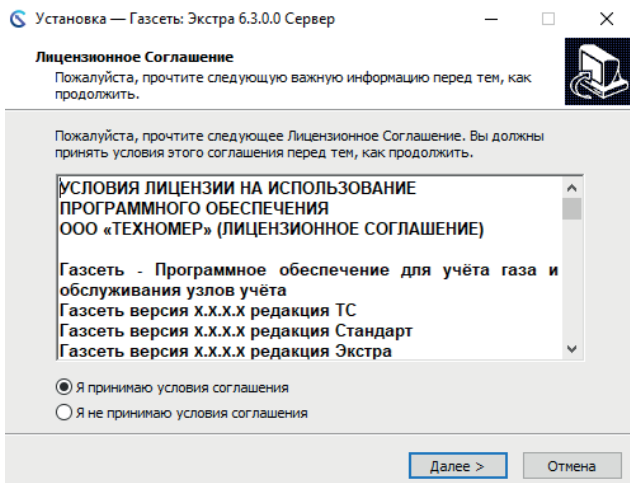 Установка — Газсеть: Экстра 6.3.0.0 Сервер
Лицензионное Соглашение
Пожалуйста, прочтите следующую важную информацию перед тем, как
продолжить.
Пожалуйста, прочтите следующее Лицензионное Соглашение. Вы должны
принять условия этого соглашения перед тем, как продолжить.
УСЛОВИЯ ЛИЦЕНЗИИ НА ИСПОЛЬЗОВАНИЕ
ПРОГРАММНОГО ОБЕСПЕЧЕНИЯ
ООО «ТЕХНОМЕР» (ЛИЦЕНЗИОННОЕ СОГЛАШЕНИЕ)
Газсеть - Программное обеспечение для учёта газа и
обслуживания узлов учёта
Газсеть версия x.x.x.x редакция ТС
Газсеть версия x.x.x.x редакция Стандарт
Газсеть версия x.x.x.x редакция Экстра
Я принимаю условия соглашения
Я не принимаю условия соглашения
Далее > Отмена